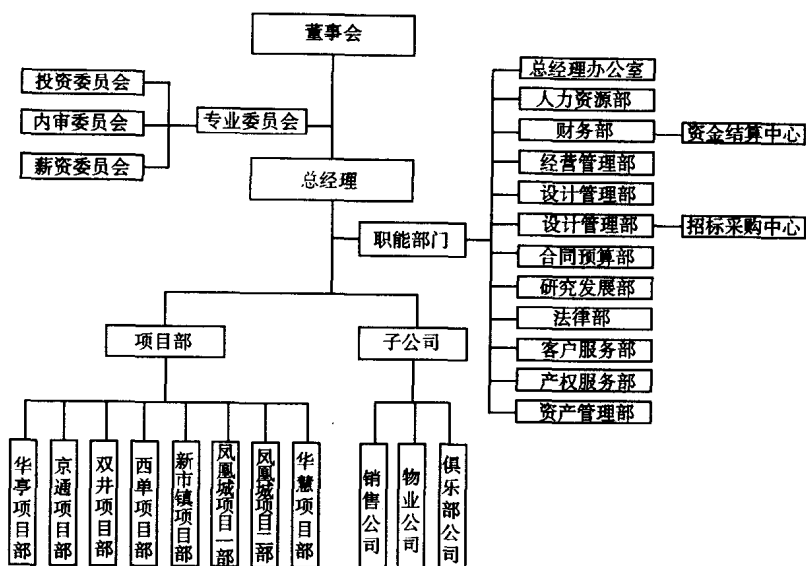 董事会
投资委员会
内审委员会
薪资委员会
专业委员会
总经理
职能部门
总经理办公室
人力资源部
财务部
资金结算中心
经营管理部
设计管理部
设计管理部
招标采购中心
合同预算部
研究发展部
法律部
客户服务部
产权服务部
资产管理部
项目部
子公司
华亭项目部
京通项目部
双井项目部
西单项目部
新市镇项目部
凤凰城项目一部
凤凰城项目二部
华慧项目部
销售公司
物业公司
俱乐部公司